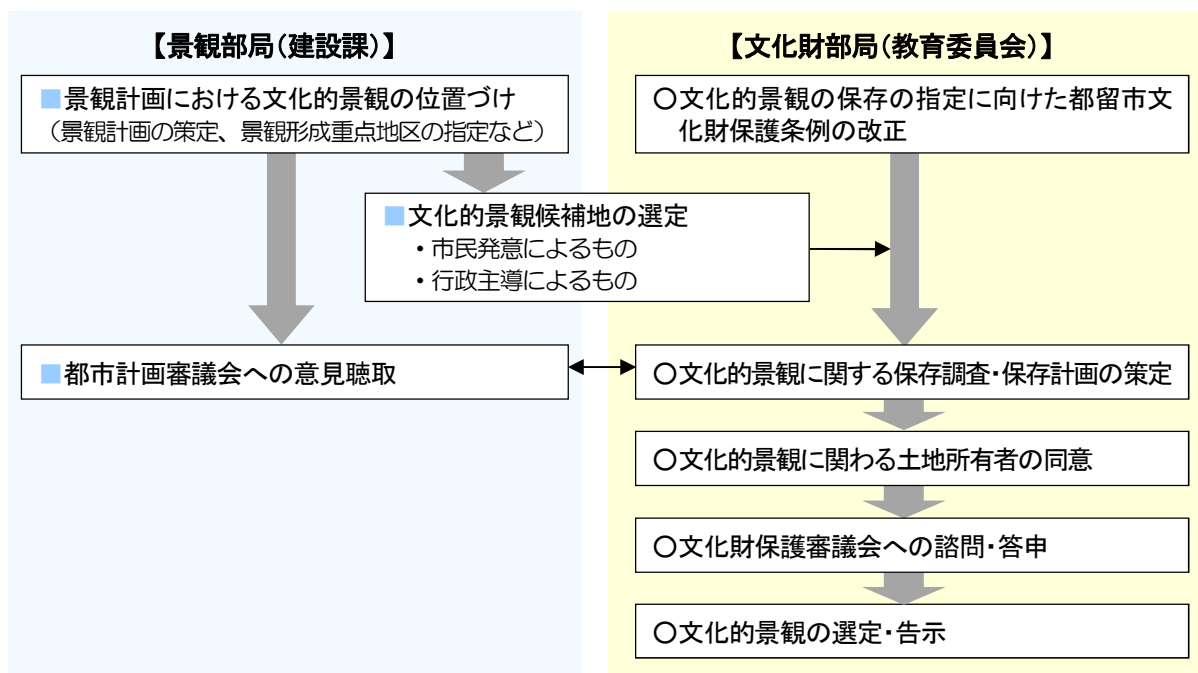 【景観部局(建設課)】
■景観計画における文化的景観の位置づけ
(景観計画の策定、景観形成重点地区の指定など)
■文化的景観候補地の選定
・市民発意によるもの
・行政主導によるもの
■都市計画審議会への意見聴取
【文化財部局(教育委員会)】
○文化的景観の保存の指定に向けた都留市文
化財保護条例の改正
○文化的景観に関する保存調査・保存計画の策定
○文化的景観に関わる土地所有者の同意
○文化財保護審議会への諮問・答申
○文化的景観の選定・告示